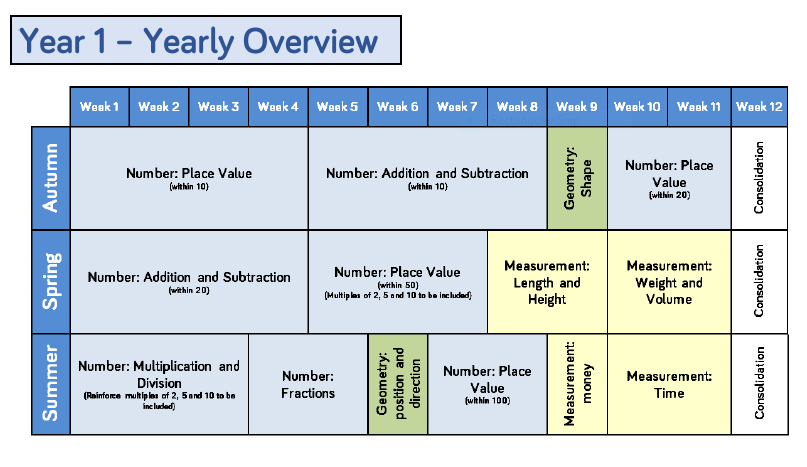 Year 1 – Yearly Overview
Week 1 Week 2 Week 3 Week 4 Week 5 Week 6 Week 7 Week 8 Week 9 Week 10 Week 11 Week 12
Autumn
Number: Place Value
(within 10)
Number: Addition and Subtraction
(within 10)
Geometry:
Shape
Number: Place
Value
(within 20)
Consolidation
Spring
Number: Addition and Subtraction
(within 20)
Number: Place Value
(within 50)
(Multiples of 2, 5 and 10 to be included)
Measurement:
Length and
Height
Measurement:
Weight and
Volume
Consolidation
Summer
Number: Multiplication and
Division
(Reinforce multiples of 2, 5 and 10 to be
included)
Number:
Fractions
Geometry:
position and
direction
Number: Place
Value
(within 100)
Measurement:
money
Measurement:
Time
Consolidation